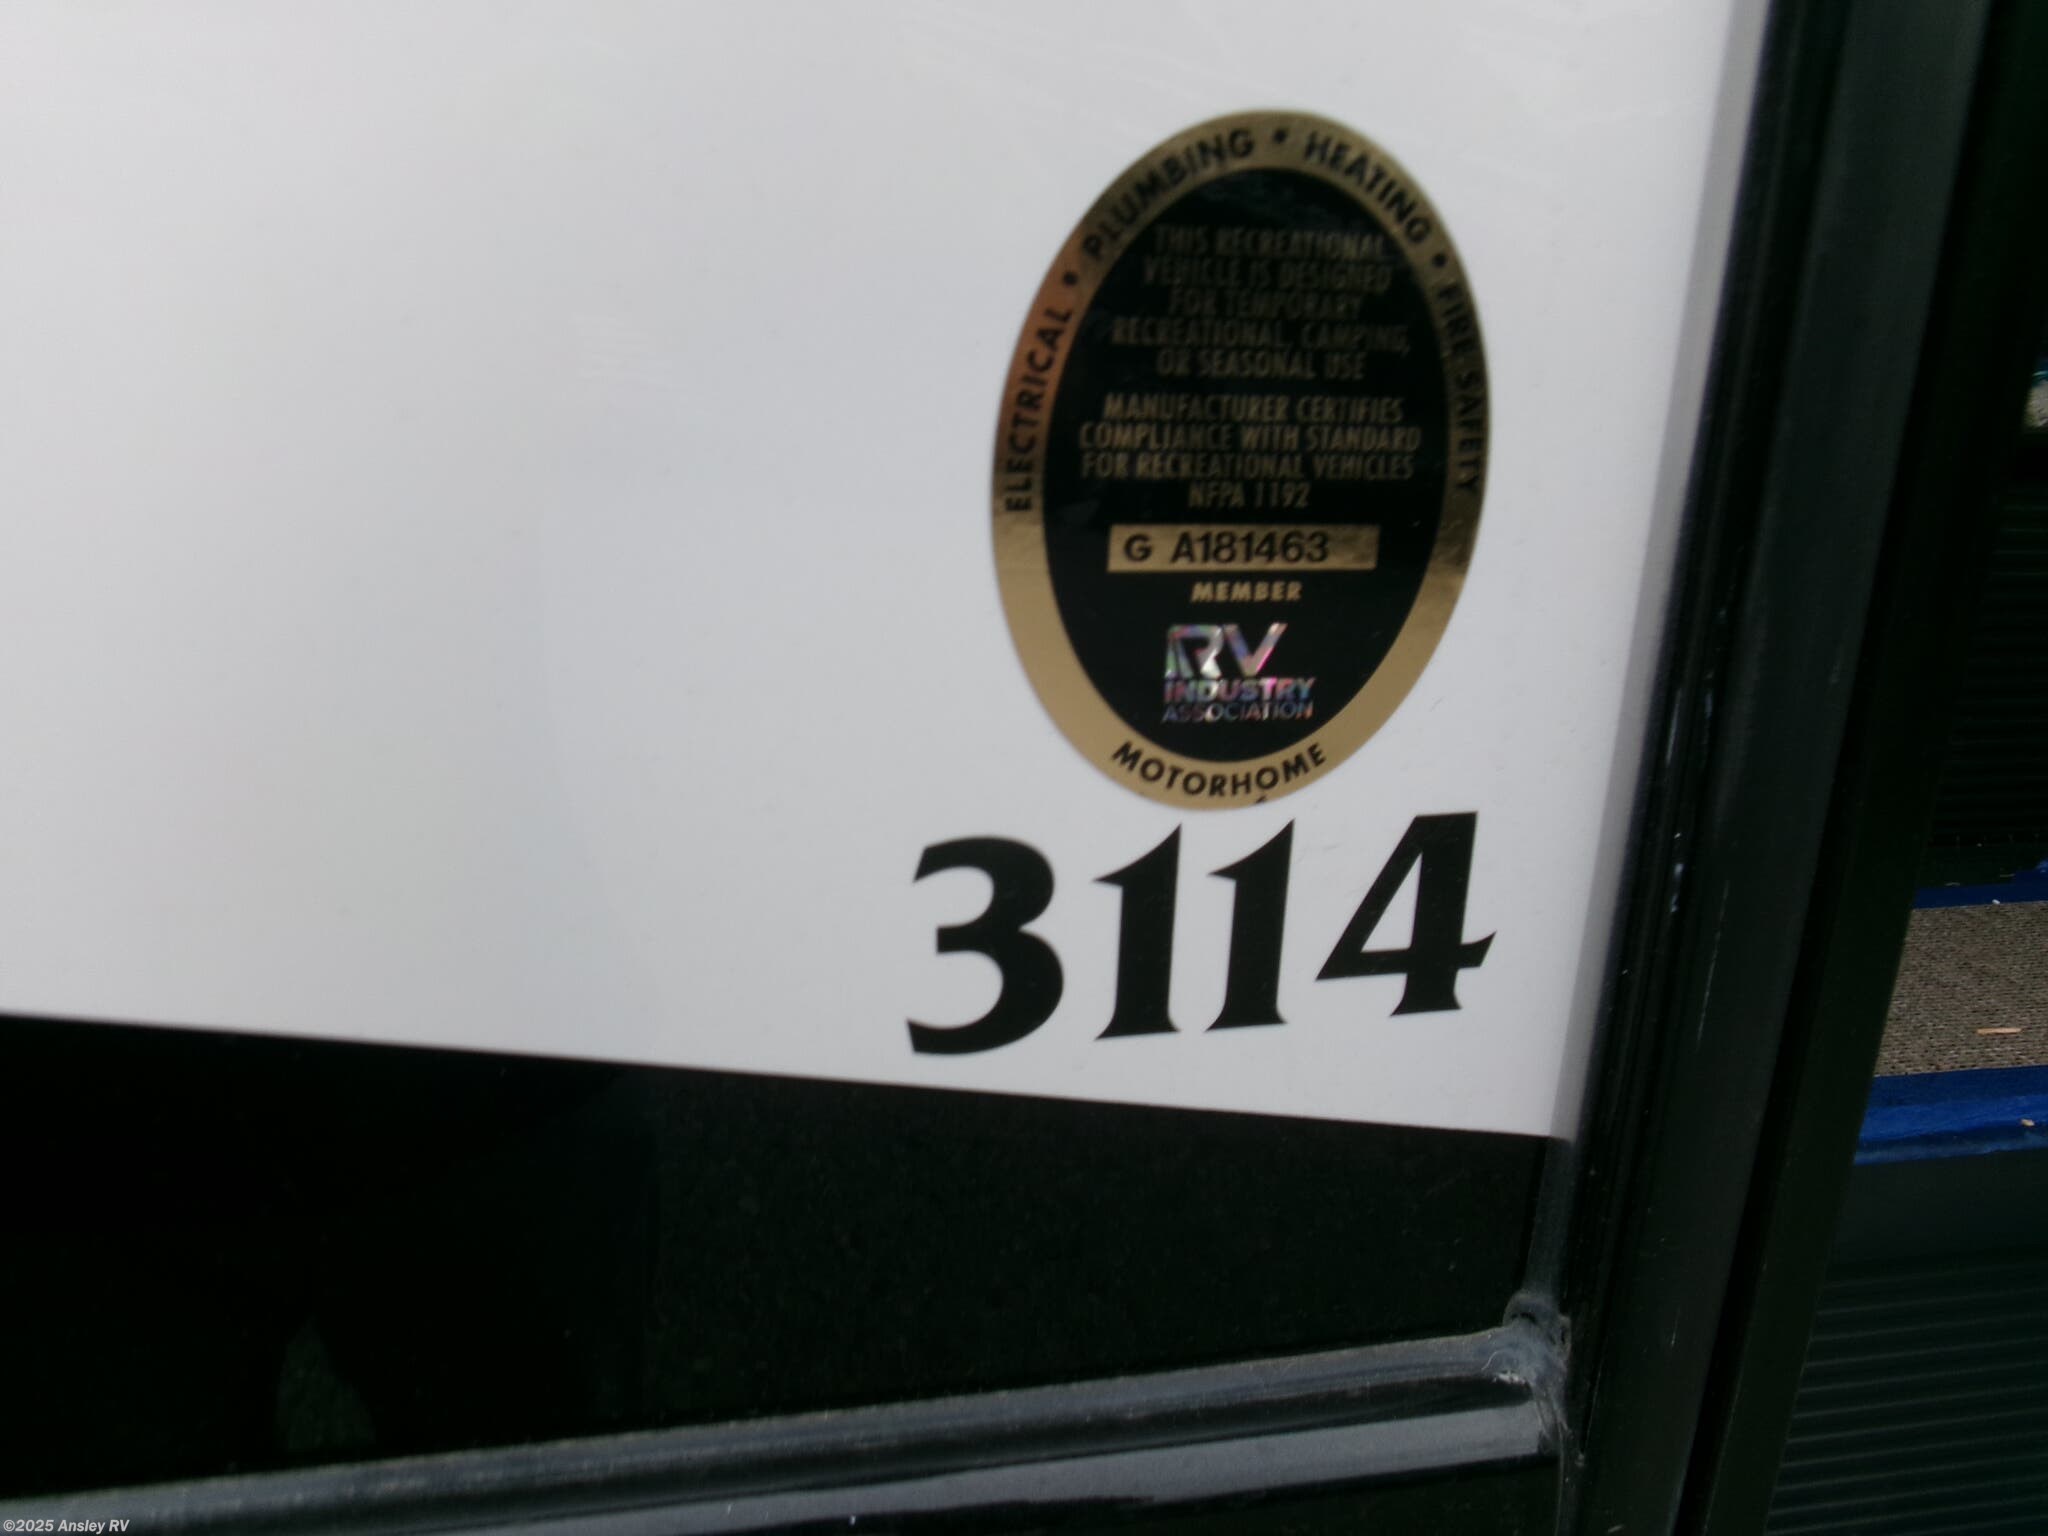 ELECTRICAL • PLUMBING • HEATING • FIRE SAFETY
THIS RECREATIONAL
VEHICLE IS DESIGNED
FOR TEMPORARY
RECREATIONAL, CAMPING,
OR SEASONAL USE
MANUFACTURER CERTIFIES
COMPLIANCE WITH STANDARD
FOR RECREATIONAL VEHICLES
NFPA 1192
G A181463
MEMBER
RV
INDUSTRY
ASSOCIATION
MOTORHOME
3114
©2025 Ansley RV